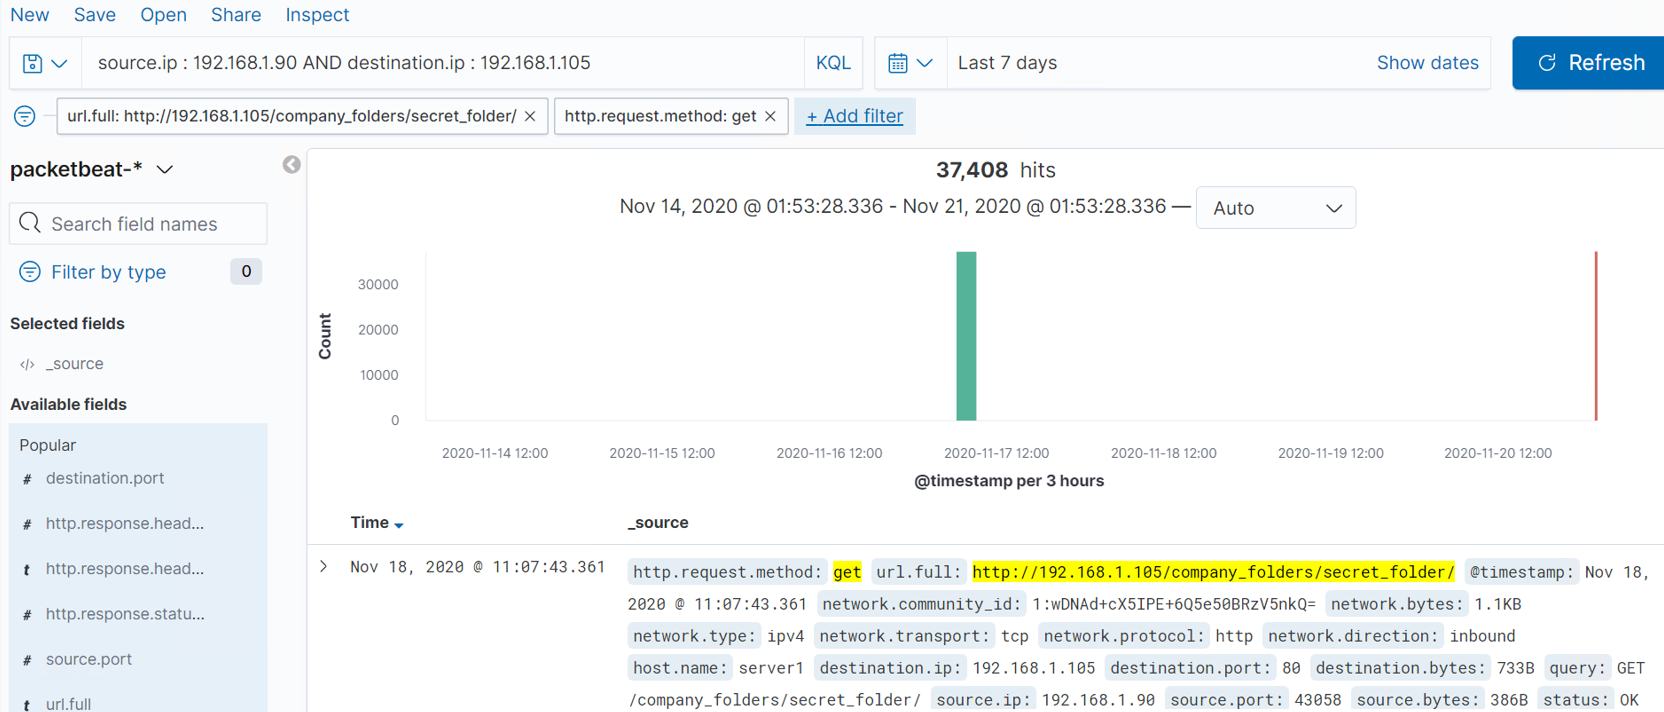 New Save Open Share Inspect
source.ip : 192.168.1.90 AND destination.ip : 192.168.1.105 KQL Last 7 days Show dates Refresh
url.full: http://192.168.1.105/company_folders/secret_folder/ × http.request.method: get × + Add filter
packetbeat-*
37,408 hits
Nov 14, 2020 @ 01:53:28.336 - Nov 21, 2020 @ 01:53:28.336 — Auto
Search field names
Filter by type 0
Selected fields
</> _source
Available fields
Popular
# destination.port
# http.response.head...
t http.response.head...
# http.response.statu...
# source.port
t url.full
Count
30000
20000
10000
0
2020-11-14 12:00 2020-11-15 12:00 2020-11-16 12:00 2020-11-17 12:00 2020-11-18 12:00 2020-11-19 12:00 2020-11-20 12:00
@timestamp per 3 hours
Time _source
Nov 18, 2020 @ 11:07:43.361 http.request.method: get url.full: http://192.168.1.105/company_folders/secret_folder/ @timestamp: Nov 18,
2020 @ 11:07:43.361 network.community_id: 1:wDNAd+cX5IPE+6Q5e50BRzV5nkQ= network.bytes: 1.1KB
network.type: ipv4 network.transport: tcp network.protocol: http network.direction: inbound
host.name: server1 destination.ip: 192.168.1.105 destination.port: 80 destination.bytes: 733B query: GET
/company_folders/secret_folder/ source.ip: 192.168.1.90 source.port: 43058 source.bytes: 386B status: OK